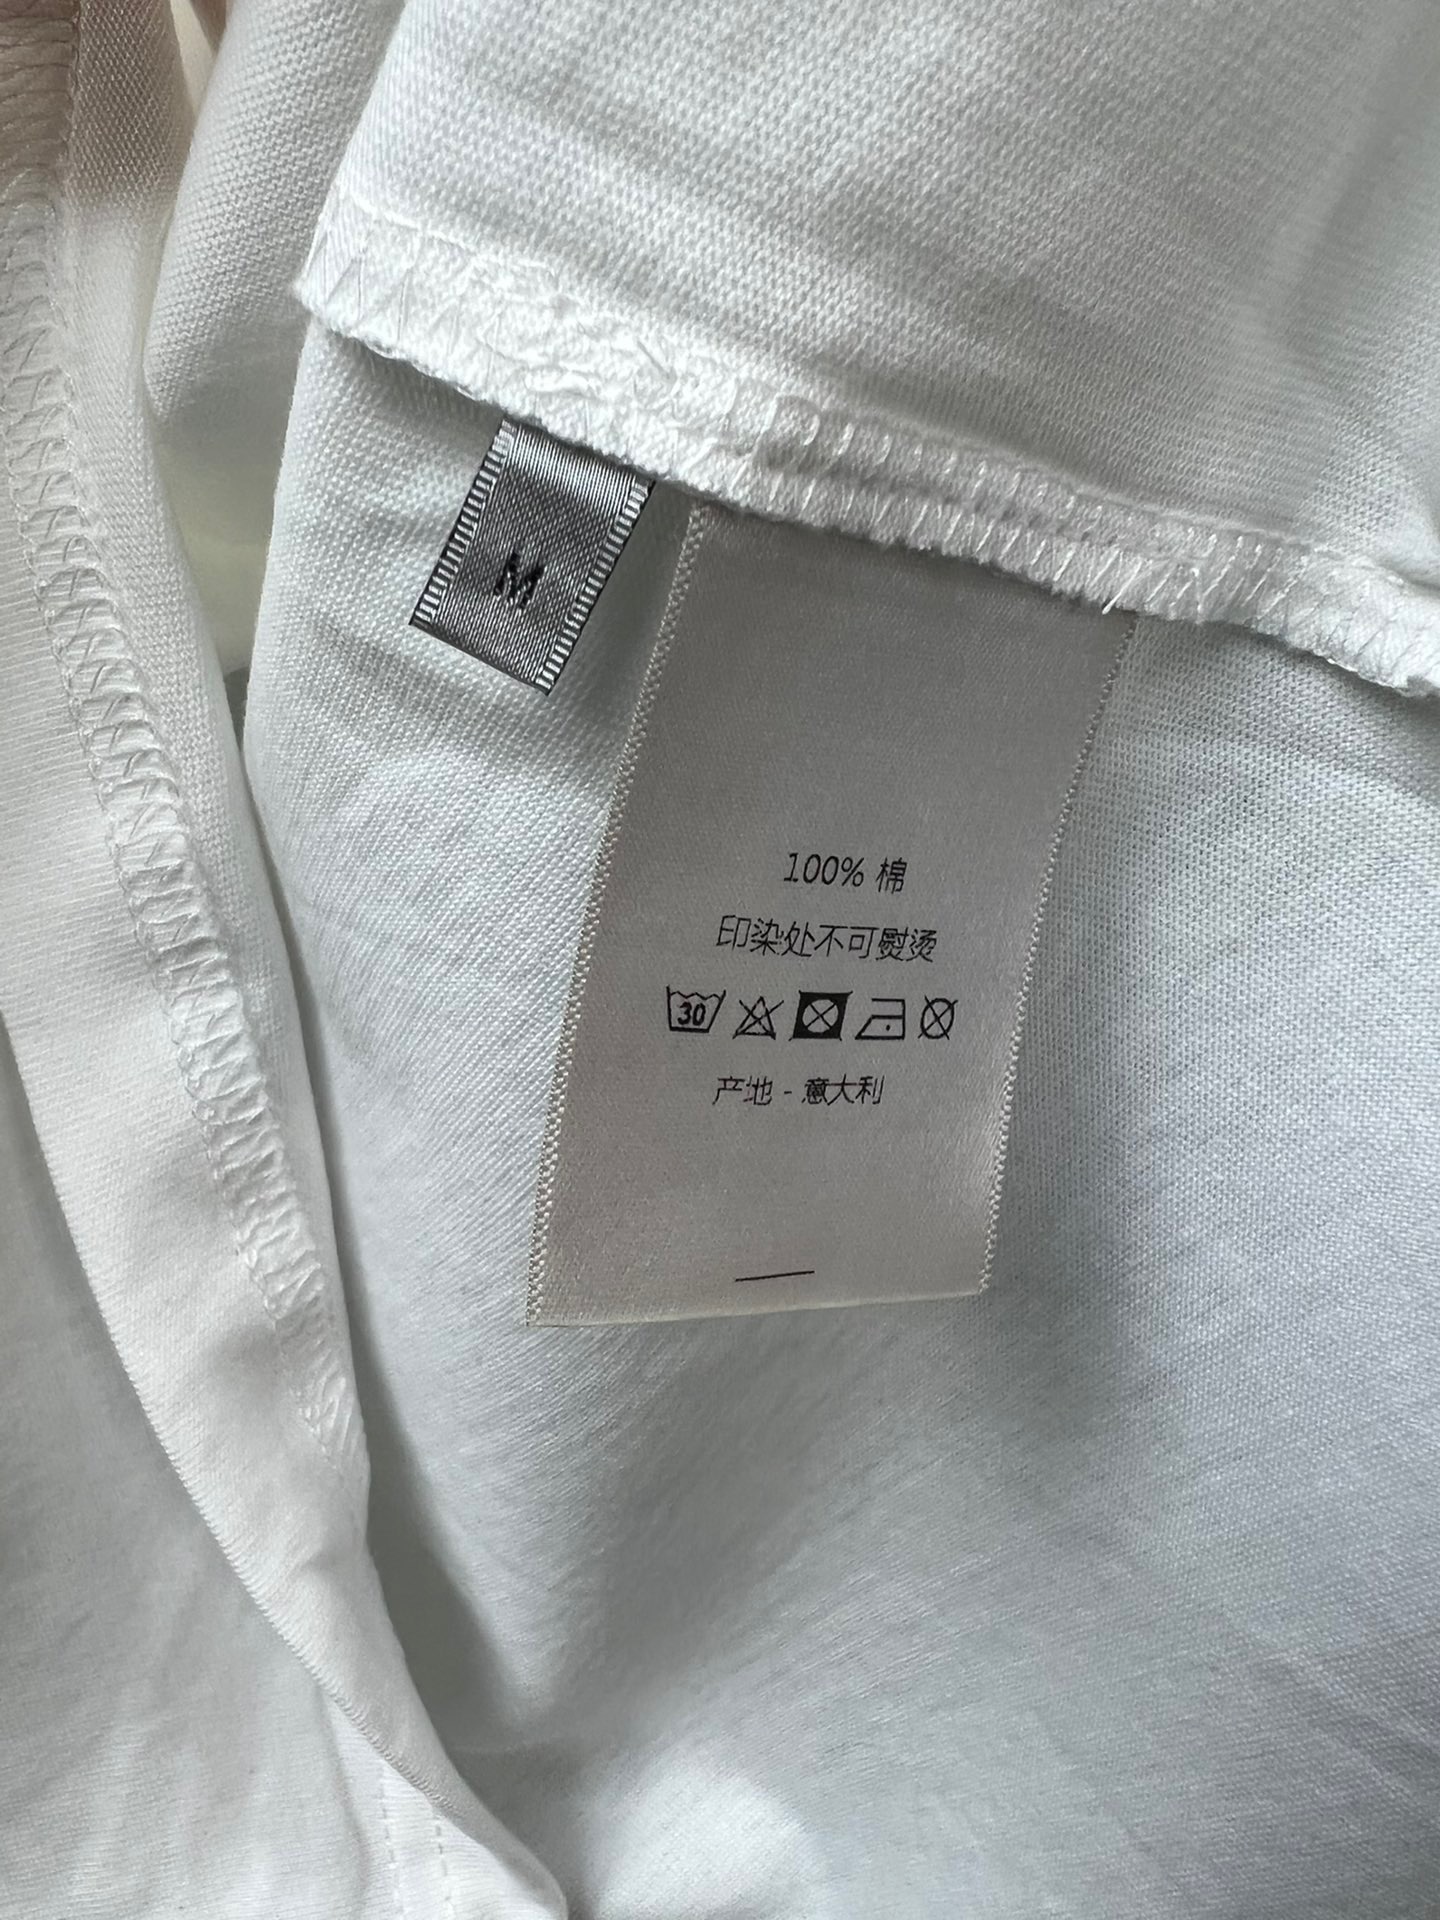 M
100% 棉
印染处不可熨烫
30
产地 - 意大利